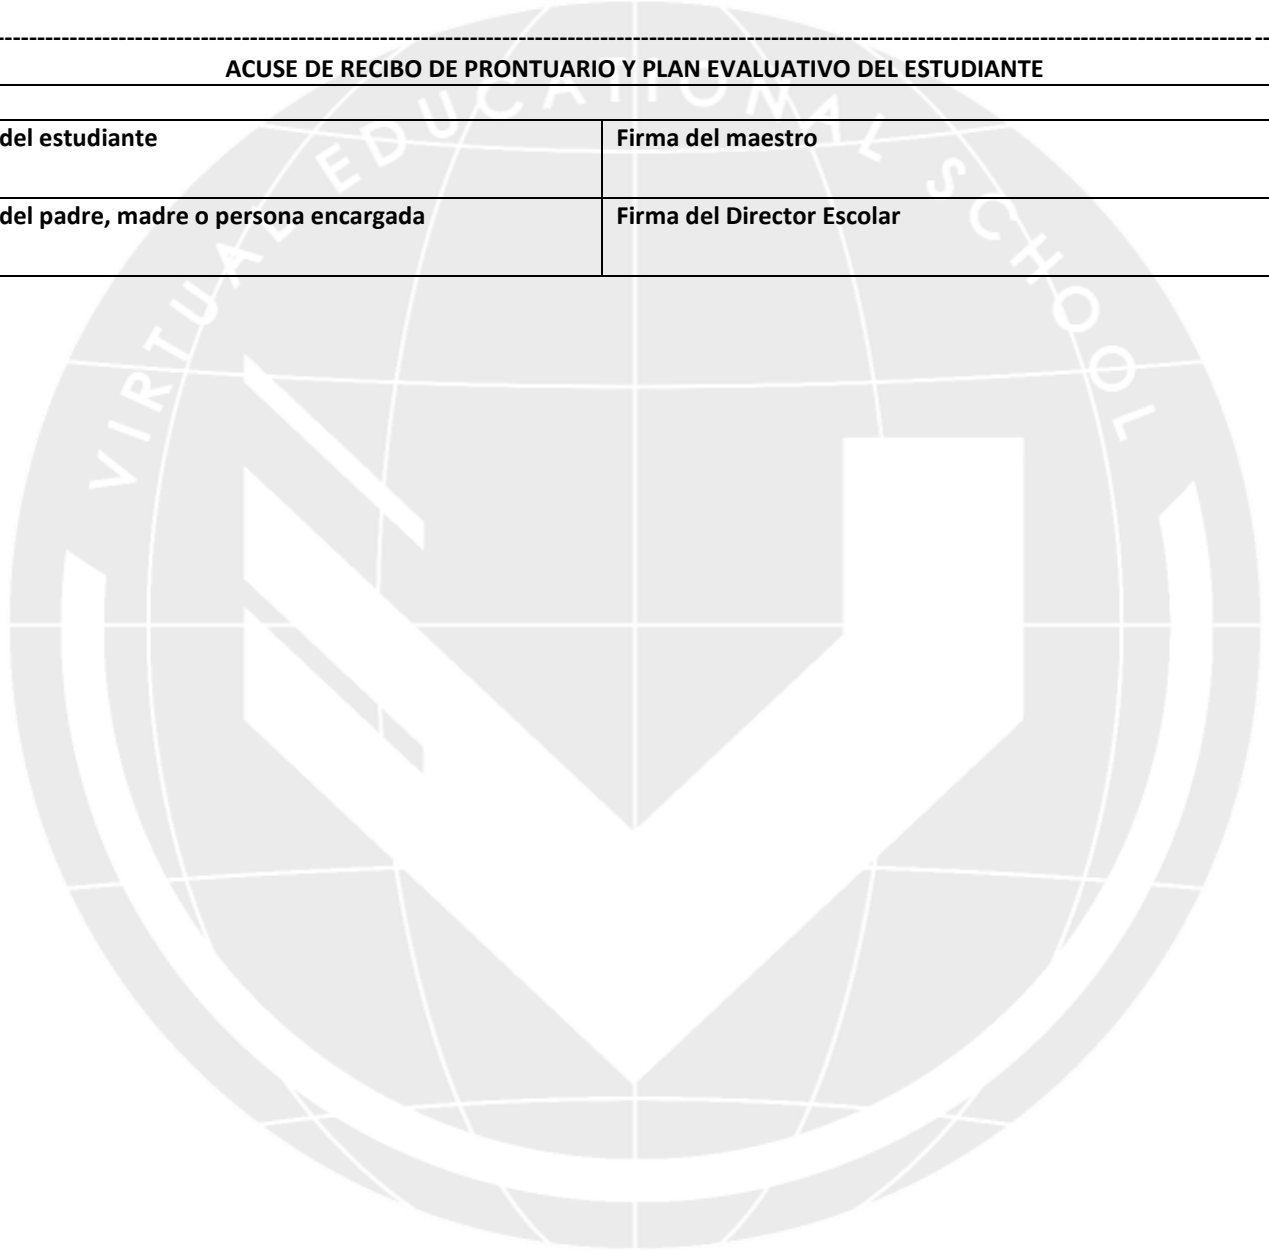 ACUSE DE RECIBO DE PRONTUARIO Y PLAN EVALUATIVO DEL ESTUDIANTE
del estudiante
Firma del maestro
del padre, madre o persona encargada
Firma del Director Escolar
VIRTUAL EDUCATIONAL SCHOOL